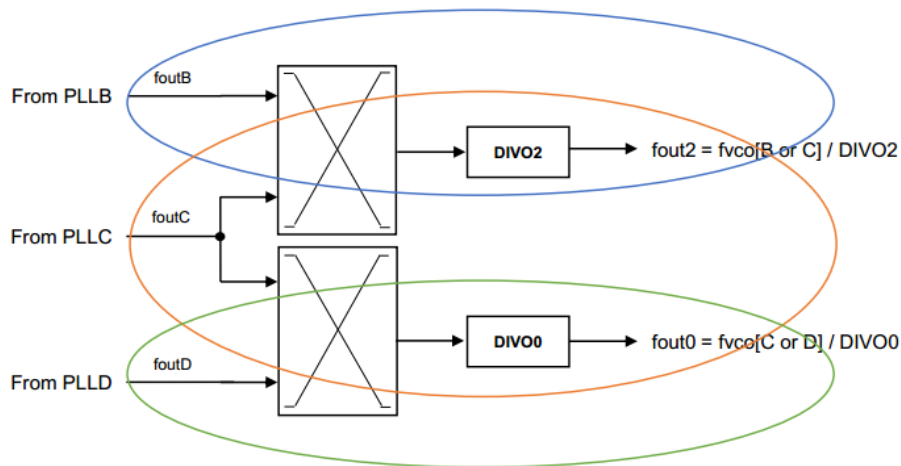 foutB
From PLLB
DIVO2
fout2 = fvco[B or C] / DIVO2
foutC
From PLLC
DIVO0
fout0 = fvco[C or D] / DIVO0
foutD
From PLLD